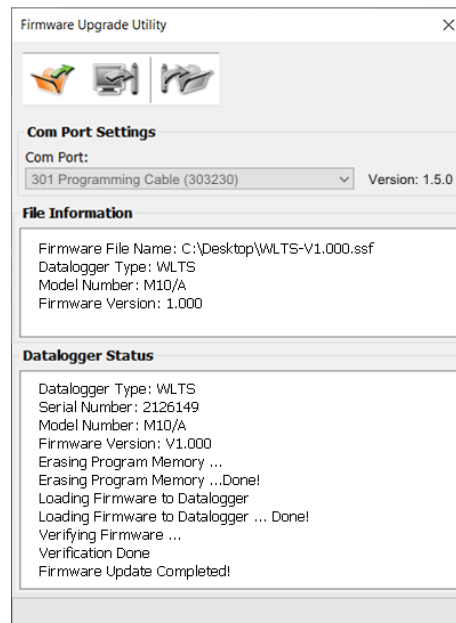 Firmware Upgrade Utility
Com Port Settings
Com Port:
301 Programming Cable (303230) Version: 1.5.0
File Information
Firmware File Name: C:\Desktop\WLTS-V1.000.ssf
Datalogger Type: WLTS
Model Number: M10/A
Firmware Version: 1.000
Datalogger Status
Datalogger Type: WLTS
Serial Number: 2126149
Model Number: M10/A
Firmware Version: V1.000
Erasing Program Memory ...
Erasing Program Memory ...Done!
Loading Firmware to Datalogger
Loading Firmware to Datalogger ... Done!
Verifying Firmware ...
Verification Done
Firmware Update Completed!